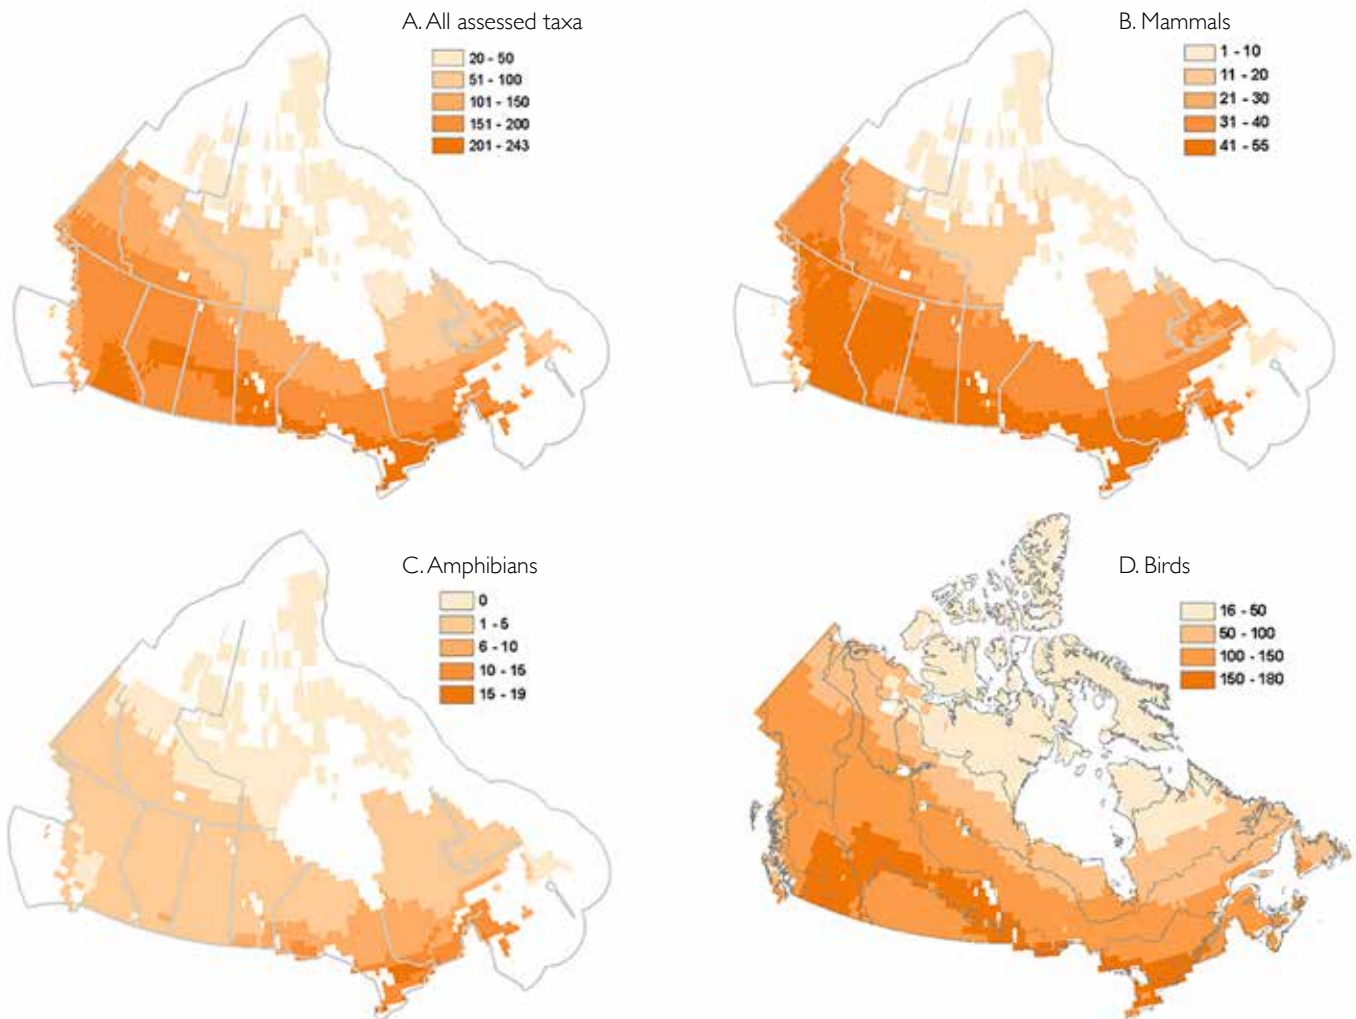 A. All assessed taxa
20 - 50
51 - 100
101 - 150
151 - 200
201 - 243
B. Mammals
1 - 10
11 - 20
21 - 30
31 - 40
41 - 55
C. Amphibians
0
1 - 5
6 - 10
10 - 15
15 - 19
D. Birds
16 - 50
50 - 100
100 - 150
150 - 180